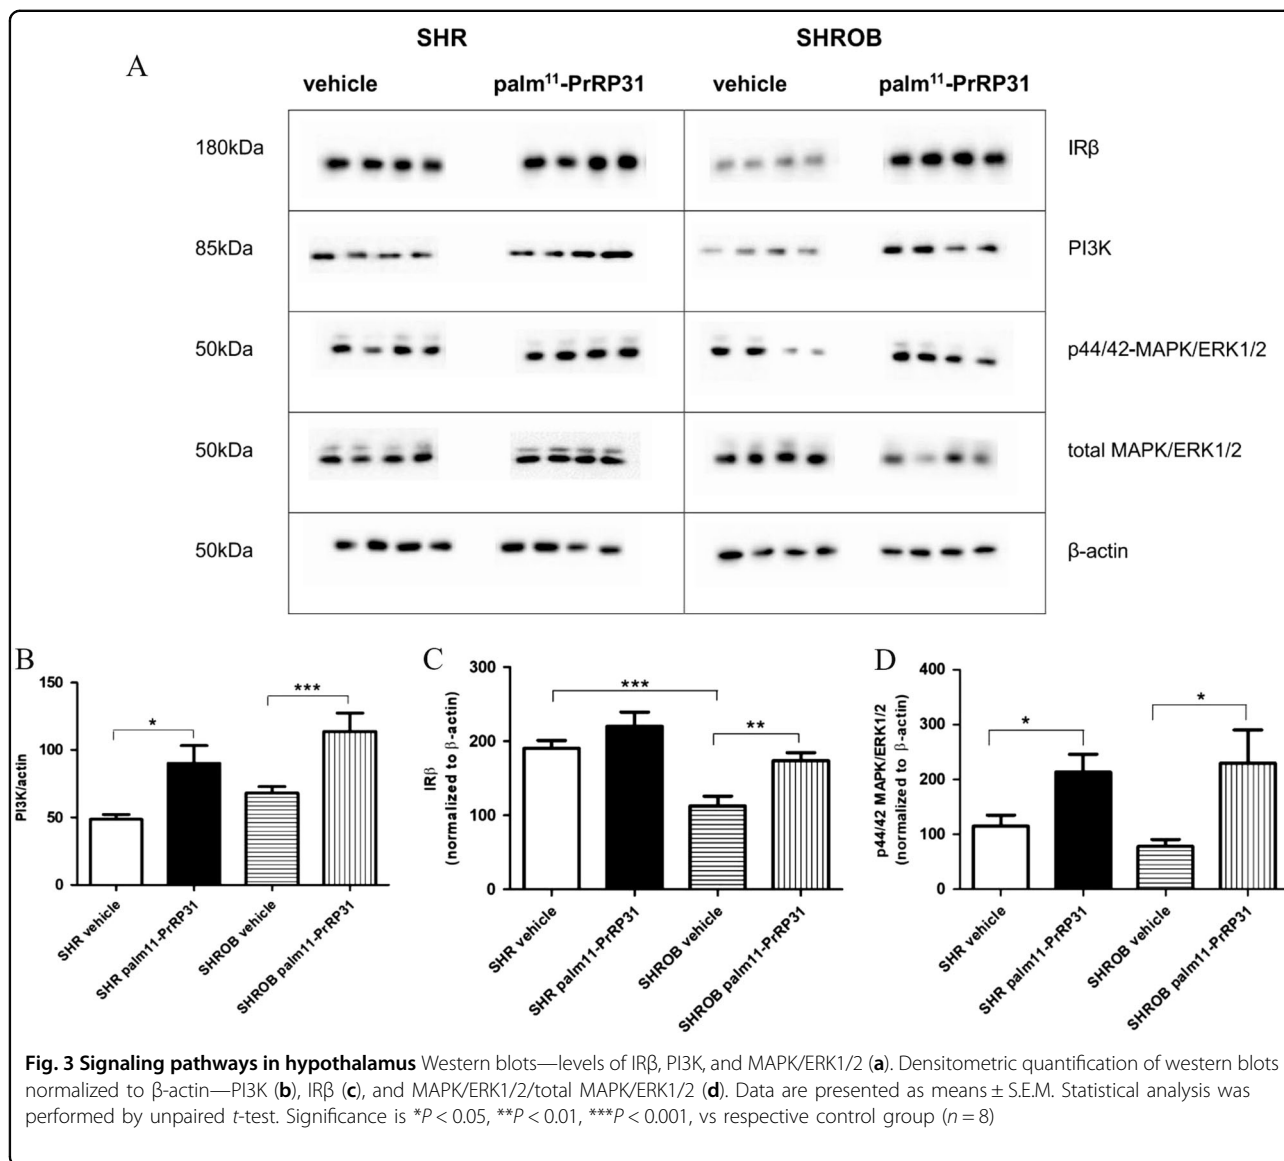 SHR SHROB
A
vehicle palm¹¹-PrRP31 vehicle palm¹¹-PrRP31
180kDa IRβ
85kDa PI3K
50kDa p44/42-MAPK/ERK1/2
50kDa total MAPK/ERK1/2
50kDa β-actin
B
PI3K/actin
150
100
50
0
*
***
SHR vehicle
SHR palm11-PrRP31
SHROB vehicle
SHROB palm11-PrRP31
C
IRβ
(normalized to β-actin)
300
200
100
0
***
**
SHR vehicle
SHR palm11-PrRP31
SHROB vehicle
SHROB palm11-PrRP31
D
p44/42 MAPK/ERK1/2
(normalized to β-actin)
400
300
200
100
0
*
*
SHR vehicle
SHR palm11-PrRP31
SHROB vehicle
SHROB palm11-PrRP31
Fig. 3 Signaling pathways in hypothalamus Western blots—levels of IRβ, PI3K, and MAPK/ERK1/2 (a). Densitometric quantification of western blots
normalized to β-actin—PI3K (b), IRβ (c), and MAPK/ERK1/2/total MAPK/ERK1/2 (d). Data are presented as means ± S.E.M. Statistical analysis was
performed by unpaired t-test. Significance is *P < 0.05, **P < 0.01, ***P < 0.001, vs respective control group (n = 8)